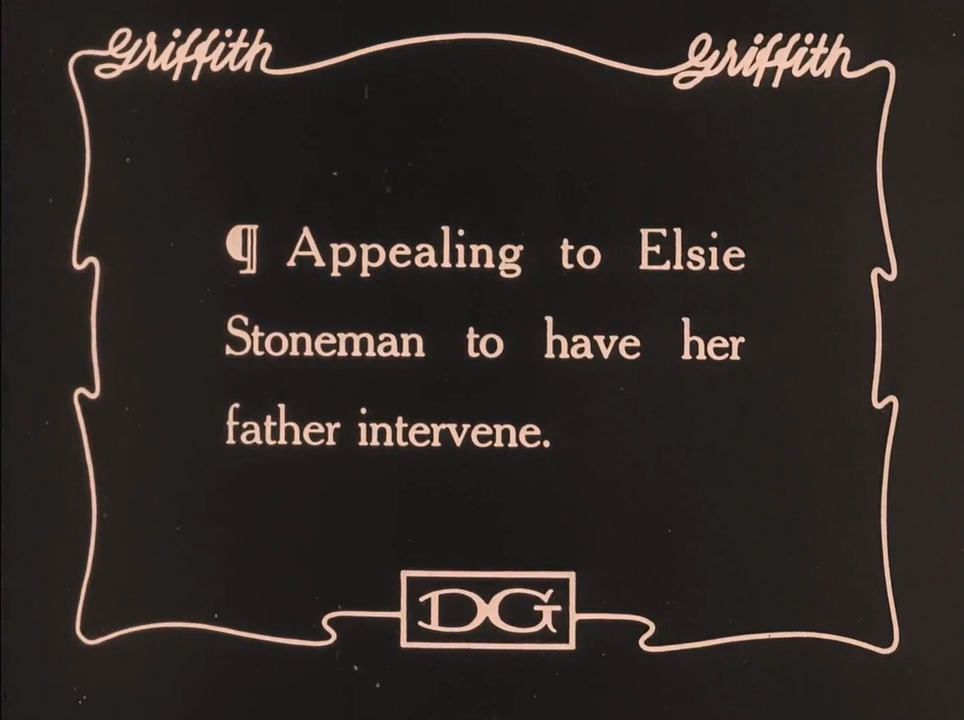 Griffith Griffith
¶ Appealing to Elsie
Stoneman to have her
father intervene.
DG